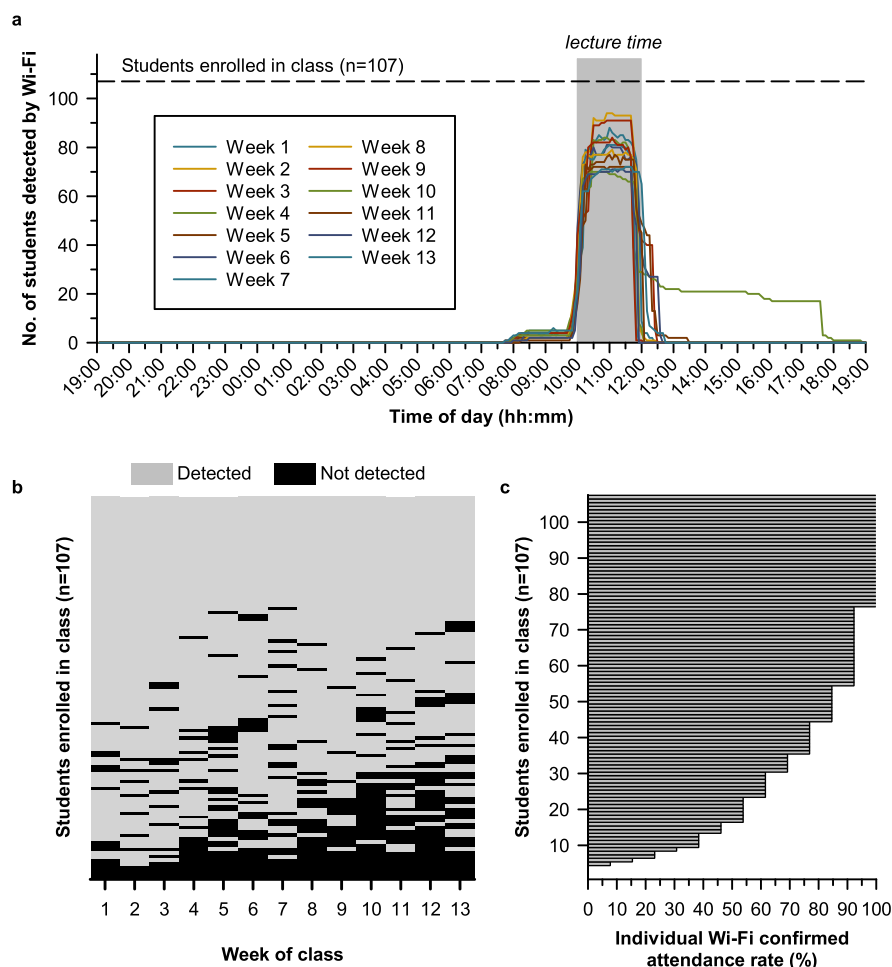 a
lecture time
Students enrolled in class (n=107)
No. of students detected by Wi-Fi
100
80
60
40
20
0
Week 1
Week 2
Week 3
Week 4
Week 5
Week 6
Week 7
Week 8
Week 9
Week 10
Week 11
Week 12
Week 13
19:00 20:00 21:00 22:00 23:00 00:00 01:00 02:00 03:00 04:00 05:00 06:00 07:00 08:00 09:00 10:00 11:00 12:00 13:00 14:00 15:00 16:00 17:00 18:00 19:00
Time of day (hh:mm)
b
Detected Not detected
Students enrolled in class (n=107)
1 2 3 4 5 6 7 8 9 10 11 12 13
Week of class
c
Students enrolled in class (n=107)
100
90
80
70
60
50
40
30
20
10
0 10 20 30 40 50 60 70 80 90 100
Individual Wi-Fi confirmed
attendance rate (%)